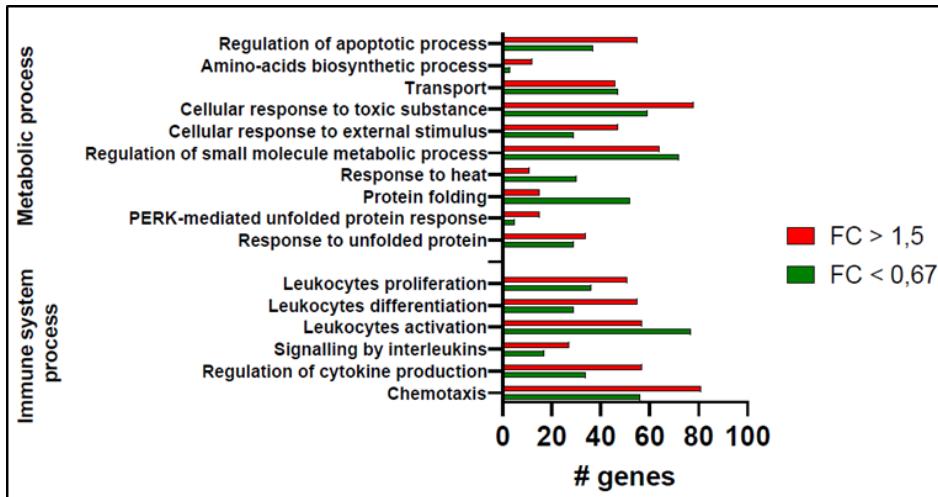 Metabolic process
Regulation of apoptotic process
Amino-acids biosynthetic process
Transport
Cellular response to toxic substance
Cellular response to external stimulus
Regulation of small molecule metabolic process
Response to heat
Protein folding
PERK-mediated unfolded protein response
Response to unfolded protein
Immune system
process
Leukocytes proliferation
Leukocytes differentiation
Leukocytes activation
Signalling by interleukins
Regulation of cytokine production
Chemotaxis
0 20 40 60 80 100
# genes
FC > 1,5
FC < 0,67